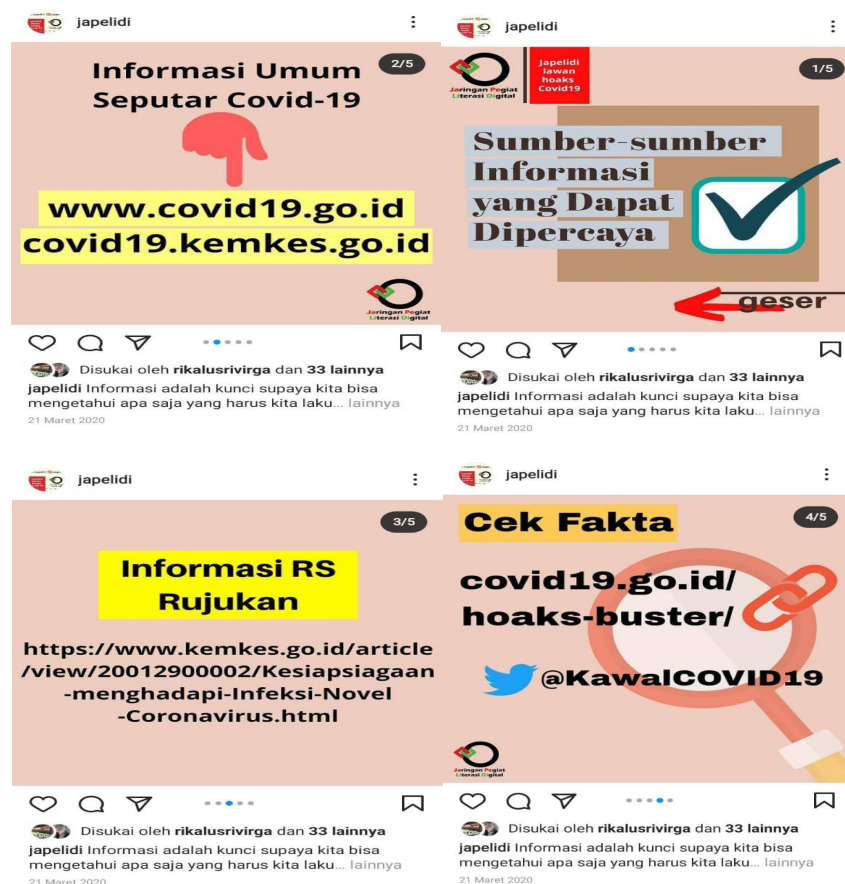 japelidi
2/5
Informasi Umum
Seputar Covid-19
www.covid19.go.id
covid19.kemkes.go.id
Jaringan Pegiat
Literasi Digital
Disukai oleh rikalusrivirga dan 33 lainnya
japelidi Informasi adalah kunci supaya kita bisa
mengetahui apa saja yang harus kita laku... lainnya
21 Maret 2020
japelidi
Jaringan Pegiat
Literasi Digital
Japelidi
lawan
hoaks
Covid19
1/5
Sumber-sumber
Informasi
yang Dapat
Dipercaya
geser
Disukai oleh rikalusrivirga dan 33 lainnya
japelidi Informasi adalah kunci supaya kita bisa
mengetahui apa saja yang harus kita laku... lainnya
21 Maret 2020
japelidi
3/5
Informasi RS
Rujukan
https://www.kemkes.go.id/article
/view/20012900002/Kesiapsiagaan
-menghadapi-Infeksi-Novel
-Coronavirus.html
Disukai oleh rikalusrivirga dan 33 lainnya
japelidi Informasi adalah kunci supaya kita bisa
mengetahui apa saja yang harus kita laku... lainnya
21 Maret 2020
japelidi
4/5
Cek Fakta
covid19.go.id/
hoaks-buster/
@KawalCOVID19
Jaringan Pegiat
Literasi Digital
Disukai oleh rikalusrivirga dan 33 lainnya
japelidi Informasi adalah kunci supaya kita bisa
mengetahui apa saja yang harus kita laku... lainnya
21 Maret 2020